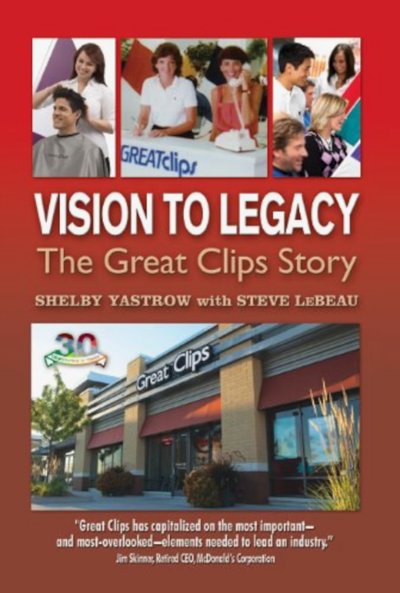 GREATclips
VISION TO LEGACY
The Great Clips Story
SHELBY YASTROW with STEVE LEBEAU
30
Great Clips
"Great Clips has capitalized on the most important—
and most-overlooked—elements needed to lead an industry."
Jim Skinner, Retired CEO, McDonald's Corporation